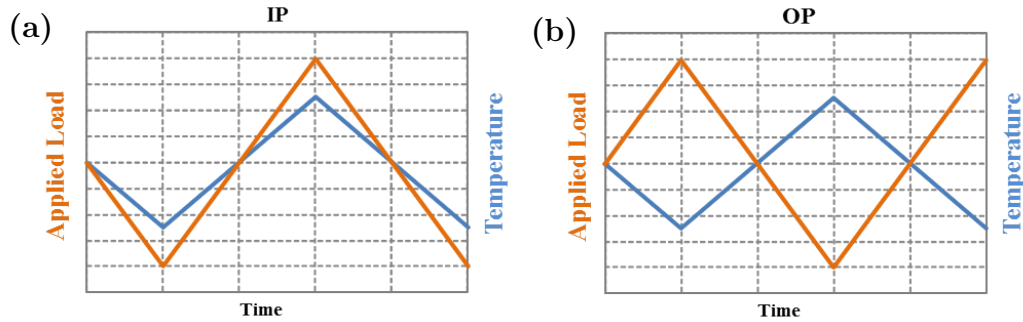 (a)
IP
Applied Load
Temperature
Time
(b)
OP
Applied Load
Temperature
Time